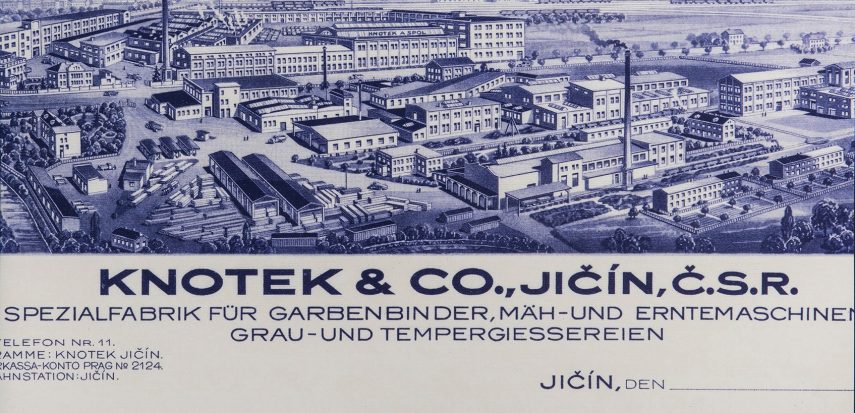 KNOTEK A SPOL.
KNOTEK & CO., JIČÍN, Č.S.R.
SPEZIALFABRIK FÜR GARBENBINDER, MÄH-UND ERNTEMASCHINEN
GRAU-UND TEMPERGIESSEREIEN
TELEFON NR. 11.
RAMME: KNOTEK JIČÍN.
RKASSA-KONTO PRAG Nº 2124.
AHNSTATION: JIČÍN.
JIČÍN, DEN